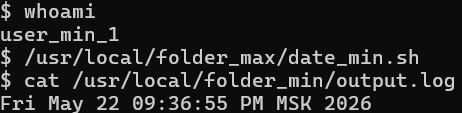 $ whoami
user_min_1
$ /usr/local/folder_max/date_min.sh
$ cat /usr/local/folder_min/output.log
Fri May 22 09:36:55 PM MSK 2026